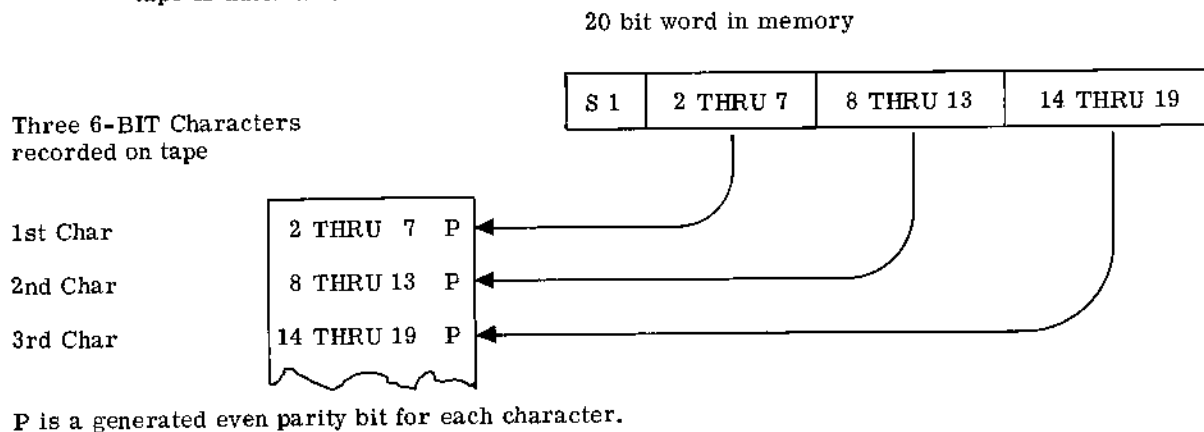 20 bit word in memory
S 1 2 THRU 7 8 THRU 13 14 THRU 19
Three 6-BIT Characters
recorded on tape
1st Char 2 THRU 7 P
2nd Char 8 THRU 13 P
3rd Char 14 THRU 19 P
P is a generated even parity bit for each character.